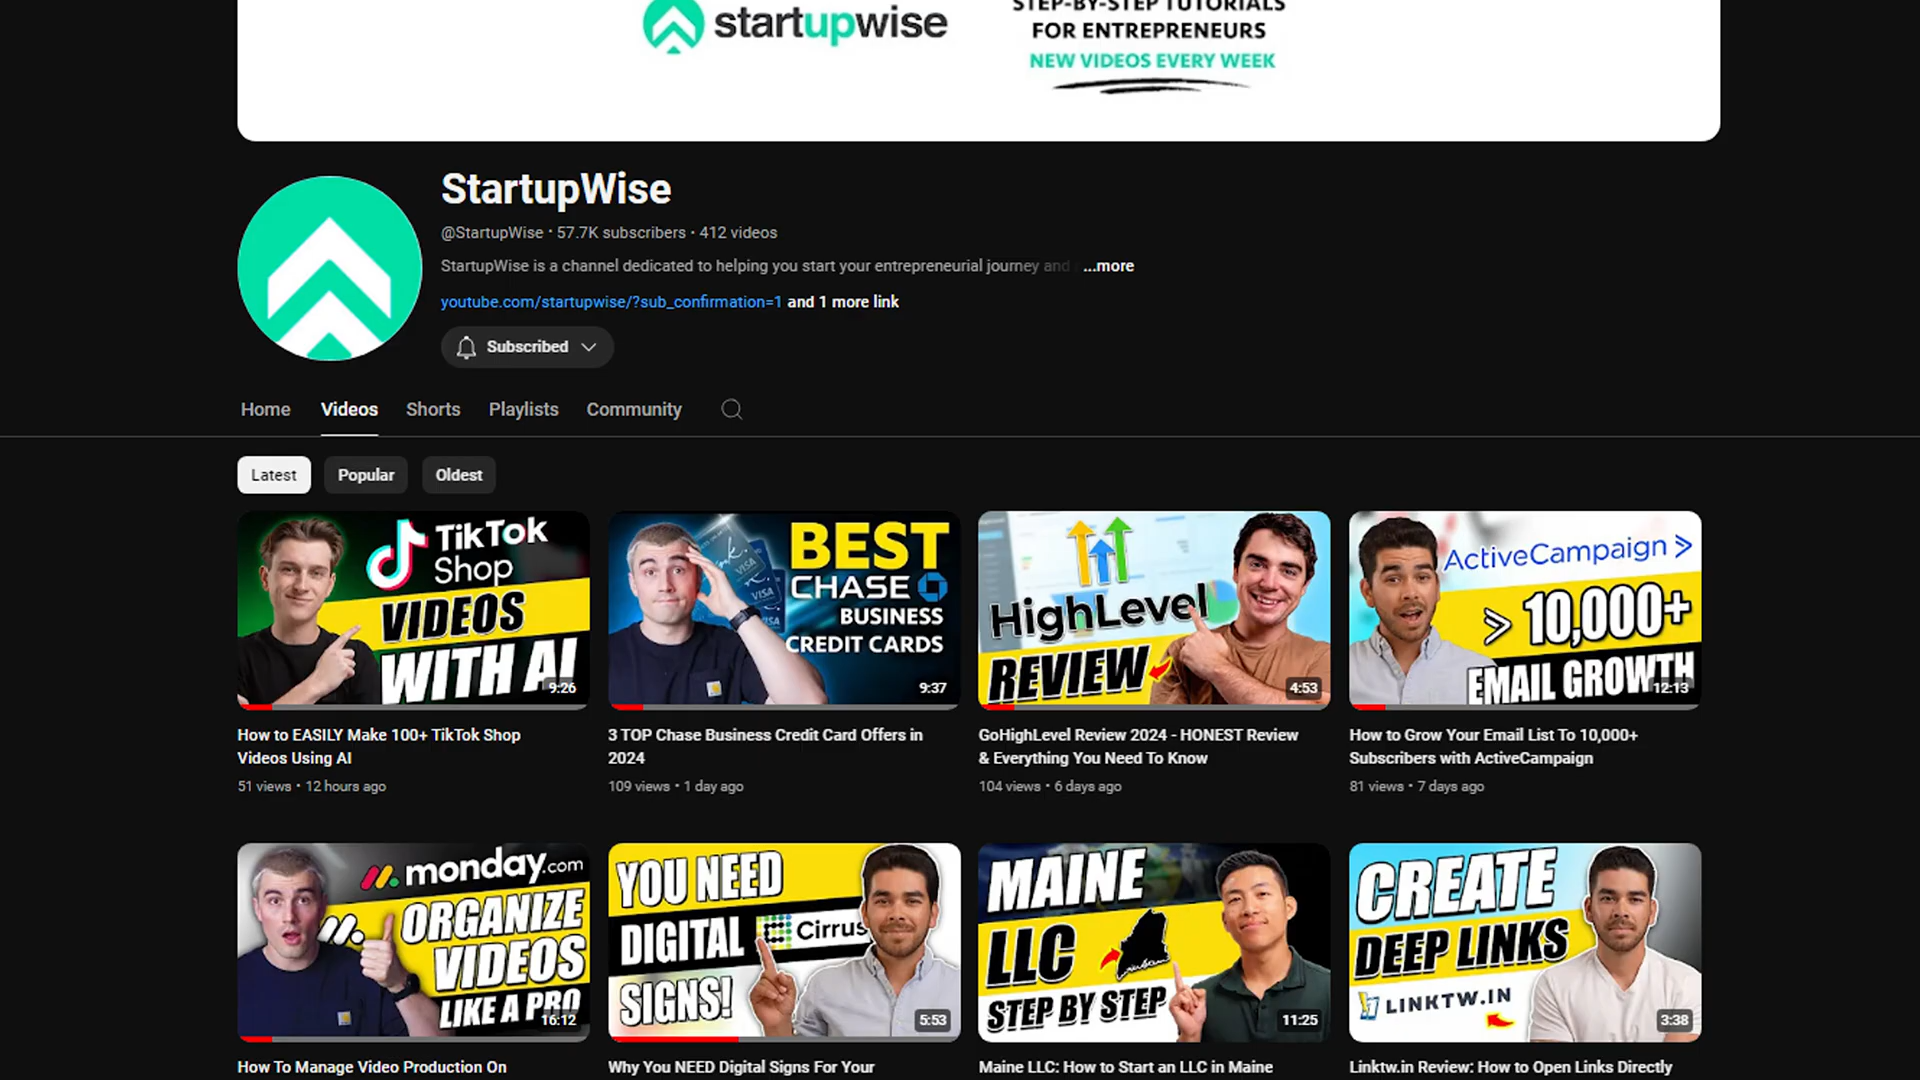 startupwise
STEP-BY-STEP TUTORIALS
FOR ENTREPRENEURS
NEW VIDEOS EVERY WEEK
StartupWise
@StartupWise • 57.7K subscribers • 412 videos
StartupWise is a channel dedicated to helping you start your entrepreneurial journey and ...more
youtube.com/startupwise/?sub_confirmation=1 and 1 more link
Subscribed
Home Videos Shorts Playlists Community
Latest Popular Oldest
TikTok
Shop
VIDEOS
WITH AI
9:26
BEST
CHASE
BUSINESS
CREDIT CARDS
VISA
VISA
9:37
HighLevel
REVIEW
4:53
ActiveCampaign >
> 10,000+
EMAIL GROWTH
12:13
How to EASILY Make 100+ TikTok Shop
Videos Using AI
51 views • 12 hours ago
3 TOP Chase Business Credit Card Offers in
2024
109 views • 1 day ago
GoHighLevel Review 2024 - HONEST Review
& Everything You Need To Know
104 views • 6 days ago
How to Grow Your Email List To 10,000+
Subscribers with ActiveCampaign
81 views • 7 days ago
monday.com
ORGANIZE
VIDEOS
LIKE A PRO
16:12
YOU NEED
DIGITAL
Cirrus
SIGNS!
5:53
MAINE
LLC
STEP BY STEP
11:25
CREATE
DEEP LINKS
LINKTW.IN
3:38
How To Manage Video Production On
Why You NEED Digital Signs For Your
Maine LLC: How to Start an LLC in Maine
Linktw.in Review: How to Open Links Directly